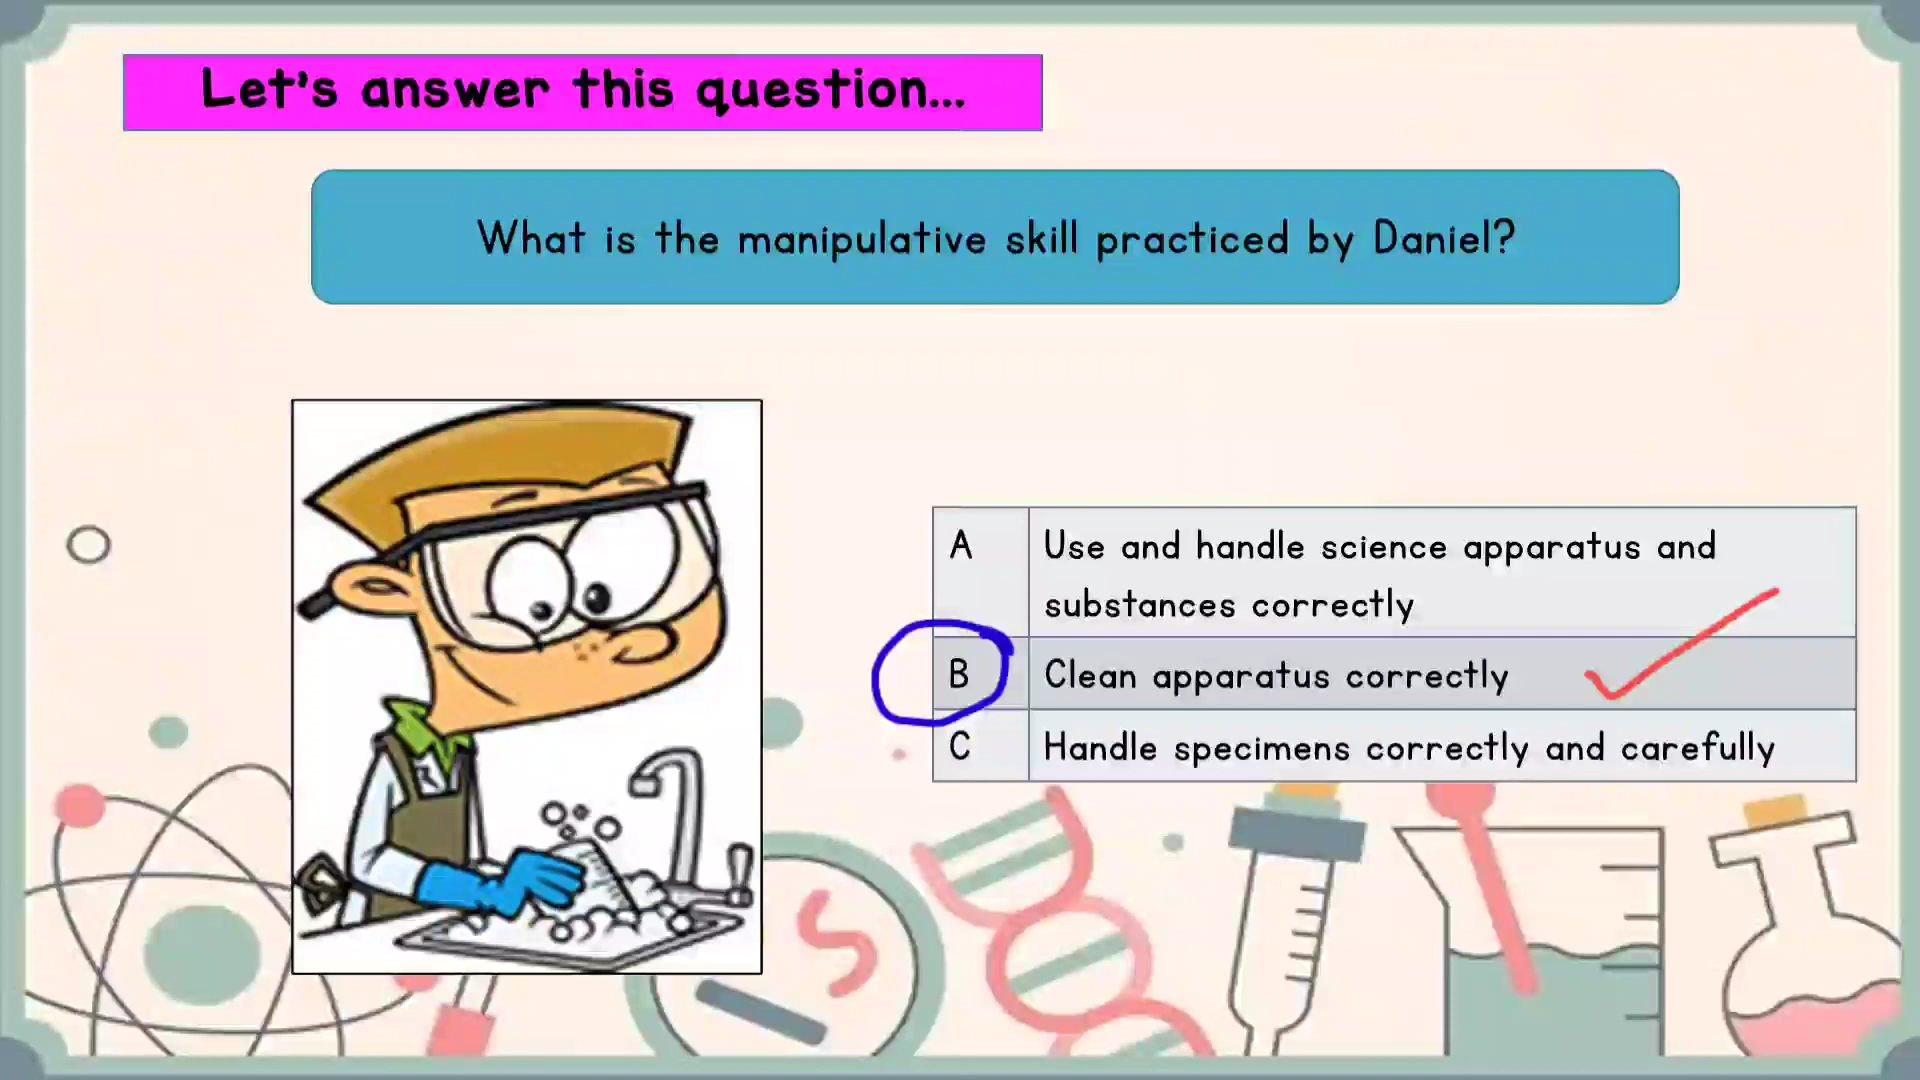 Let's answer this question...
What is the manipulative skill practiced by Daniel?
A Use and handle science apparatus and
substances correctly
B Clean apparatus correctly
C Handle specimens correctly and carefully